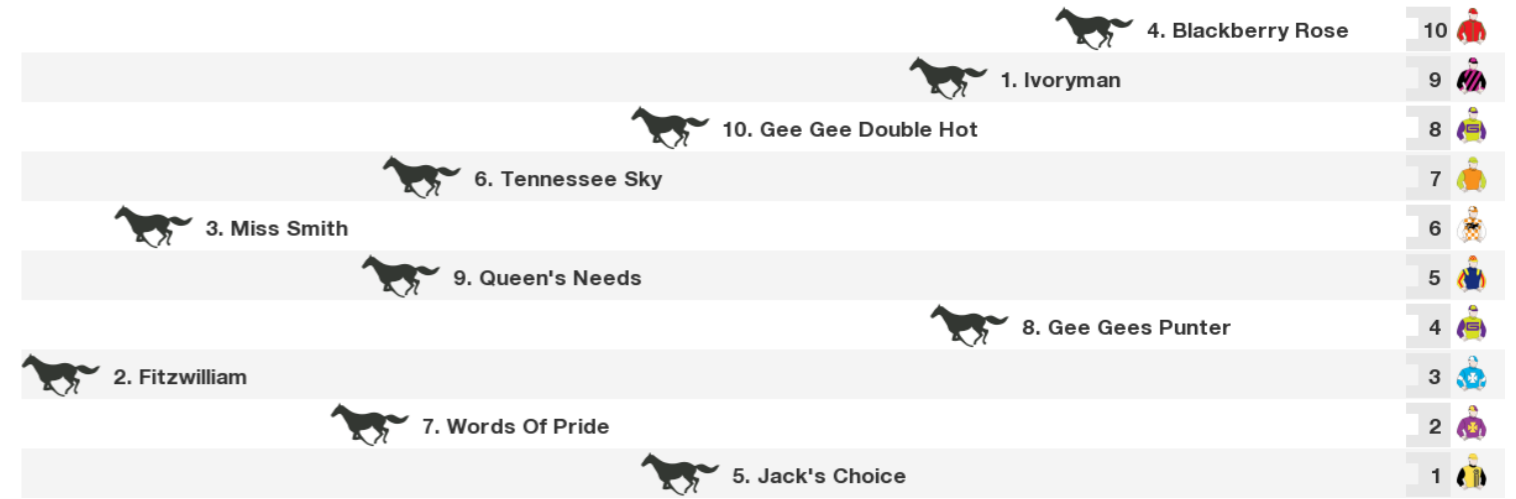 4. Blackberry Rose 10
1. Ivoryman 9
10. Gee Gee Double Hot 8
6. Tennessee Sky 7
3. Miss Smith 6
9. Queen's Needs 5
8. Gee Gees Punter 4
2. Fitzwilliam 3
7. Words Of Pride 2
5. Jack's Choice 1